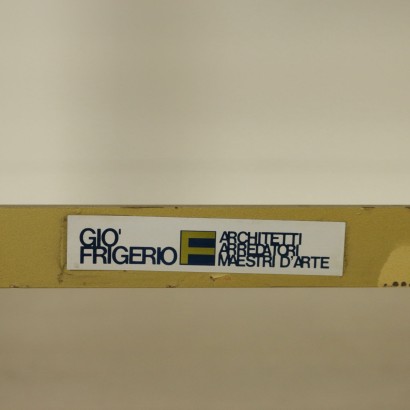 GIO'
FRIGERIO
F
ARCHITETTI
ARREDATORI
MAESTRI D'ARTE